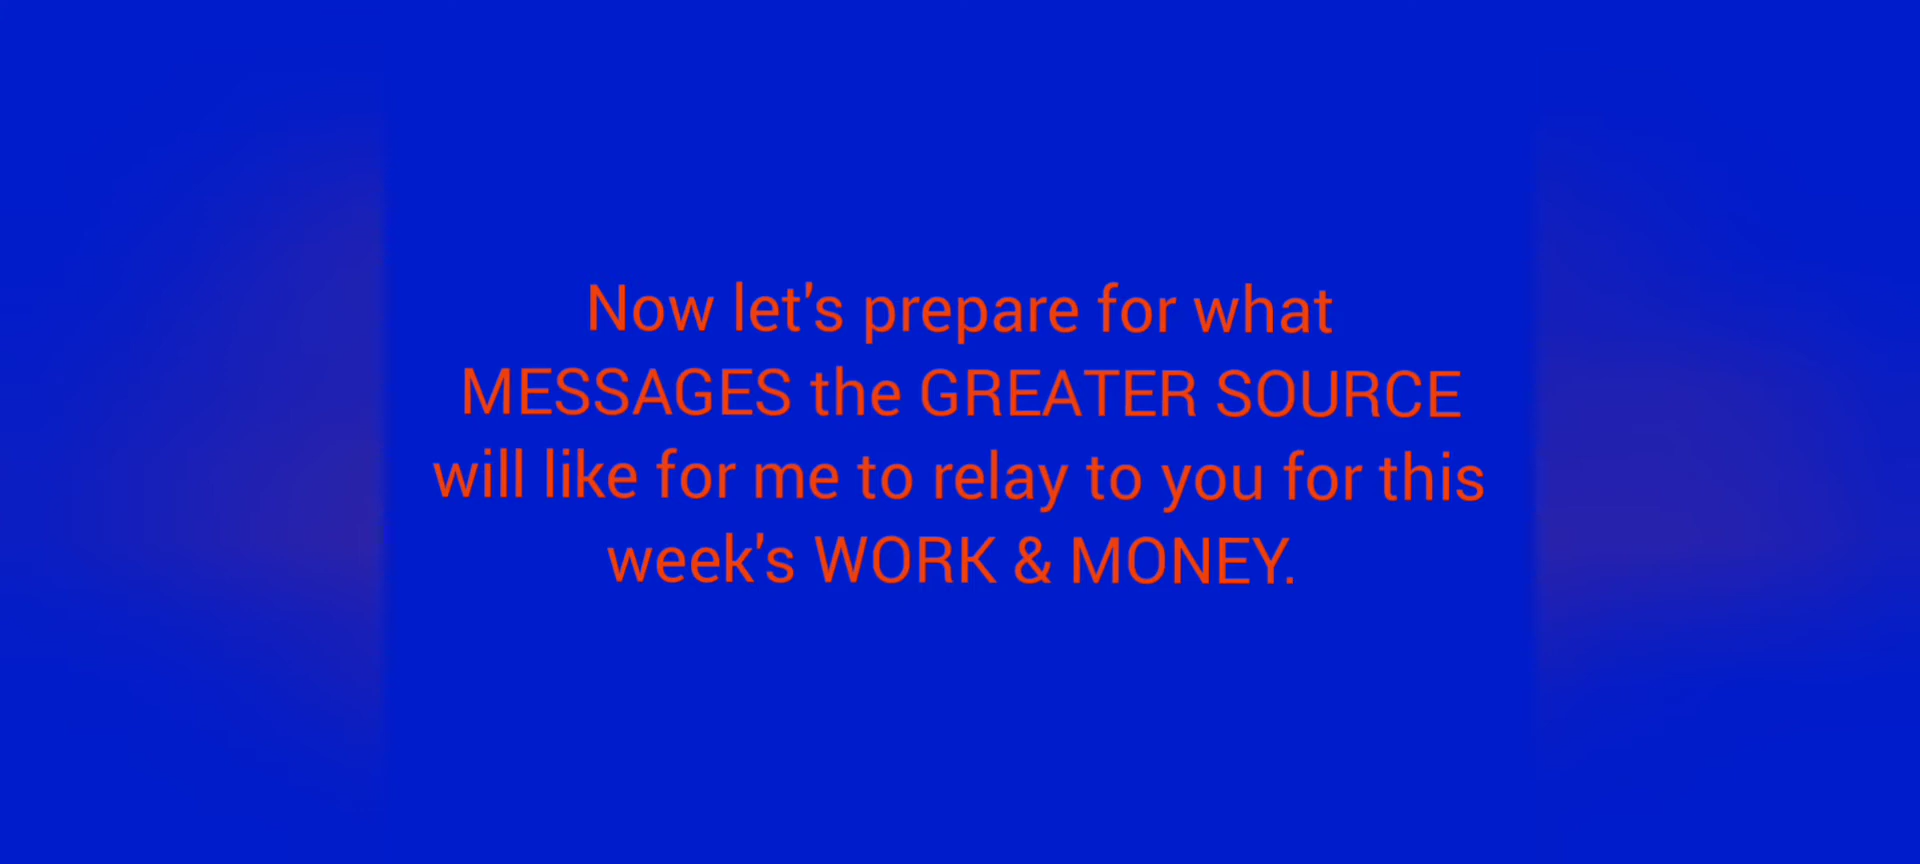 Now let's prepare for what
MESSAGES the GREATER SOURCE
will like for me to relay to you for this
week's WORK & MONEY.